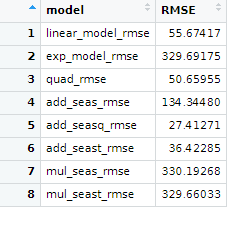 model RMSE
1 linear_model_rmse 55.67417
2 exp_model_rmse 329.69175
3 quad_rmse 50.65955
4 add_seas_rmse 134.34480
5 add_seasq_rmse 27.41271
6 add_seast_rmse 36.42285
7 mul_seas_rmse 330.19268
8 mul_seast_rmse 329.66033